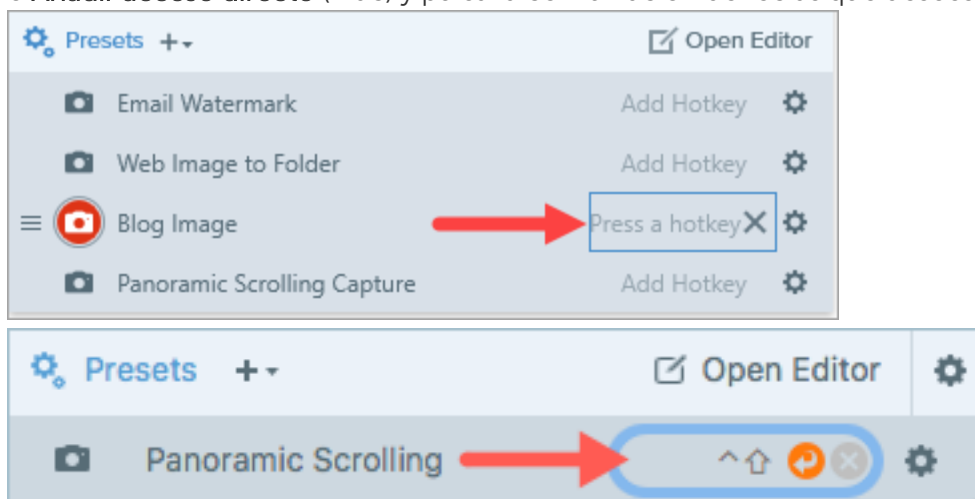 Presets + Open Editor
Email Watermark Add Hotkey
Web Image to Folder Add Hotkey
Blog Image Press a hotkey
Panoramic Scrolling Capture Add Hotkey
Presets + Open Editor
Panoramic Scrolling